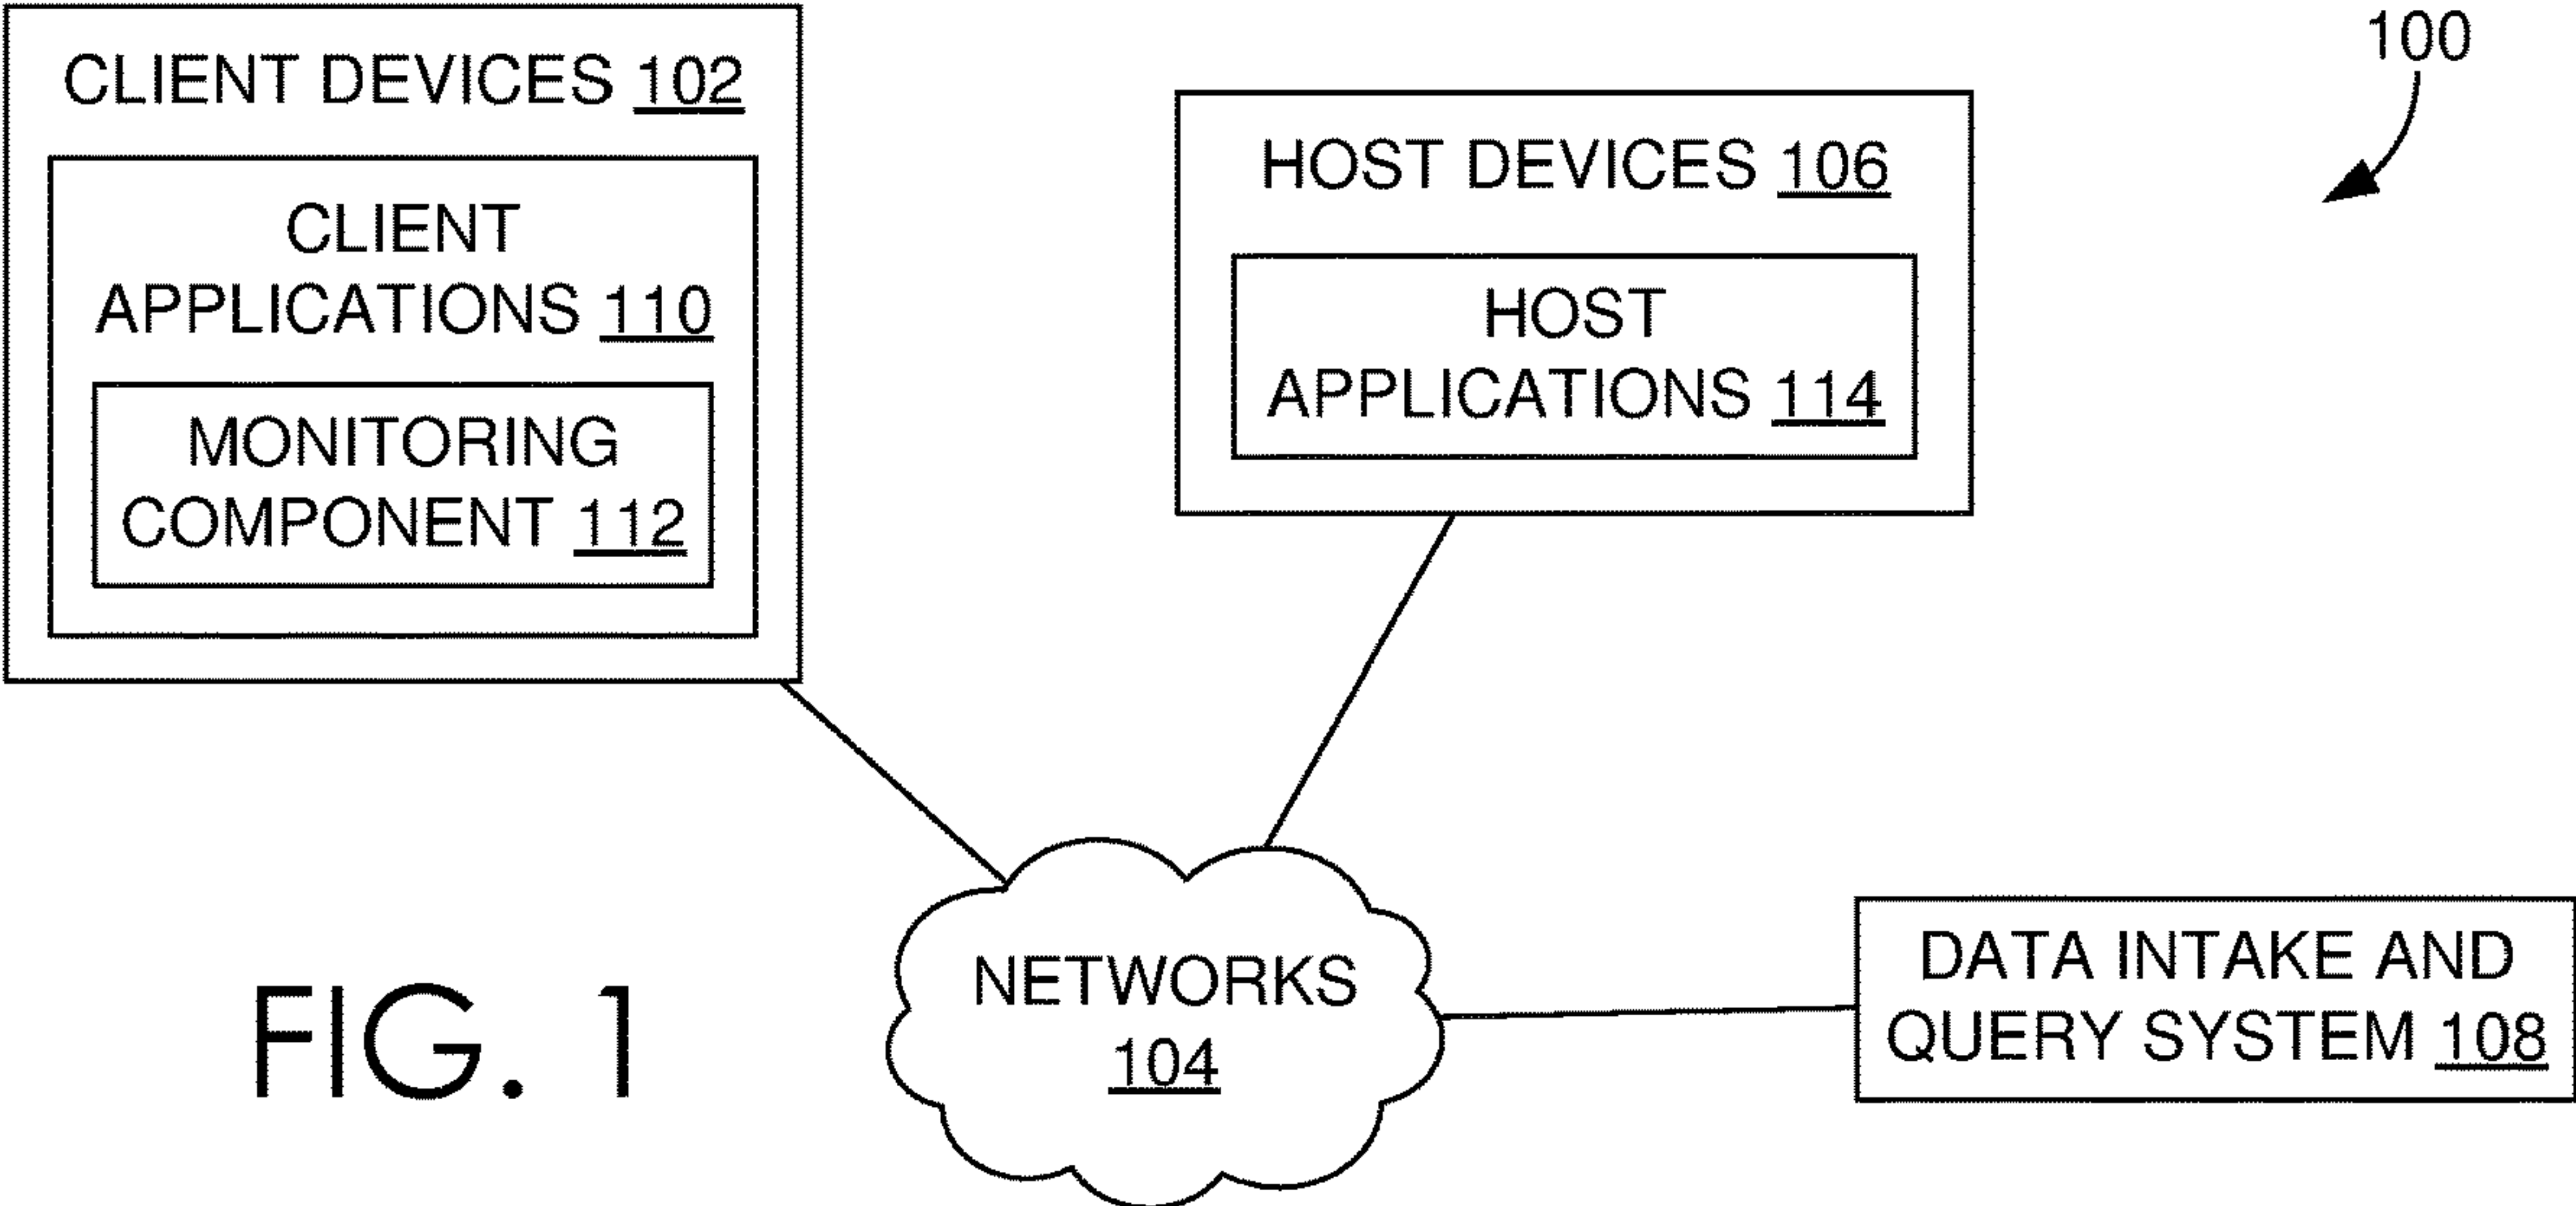 CLIENT DEVICES 102
CLIENT
APPLICATIONS 110
MONITORING
COMPONENT 112
HOST DEVICES 106
HOST
APPLICATIONS 114
100
NETWORKS
104
DATA INTAKE AND
QUERY SYSTEM 108
FIG. 1